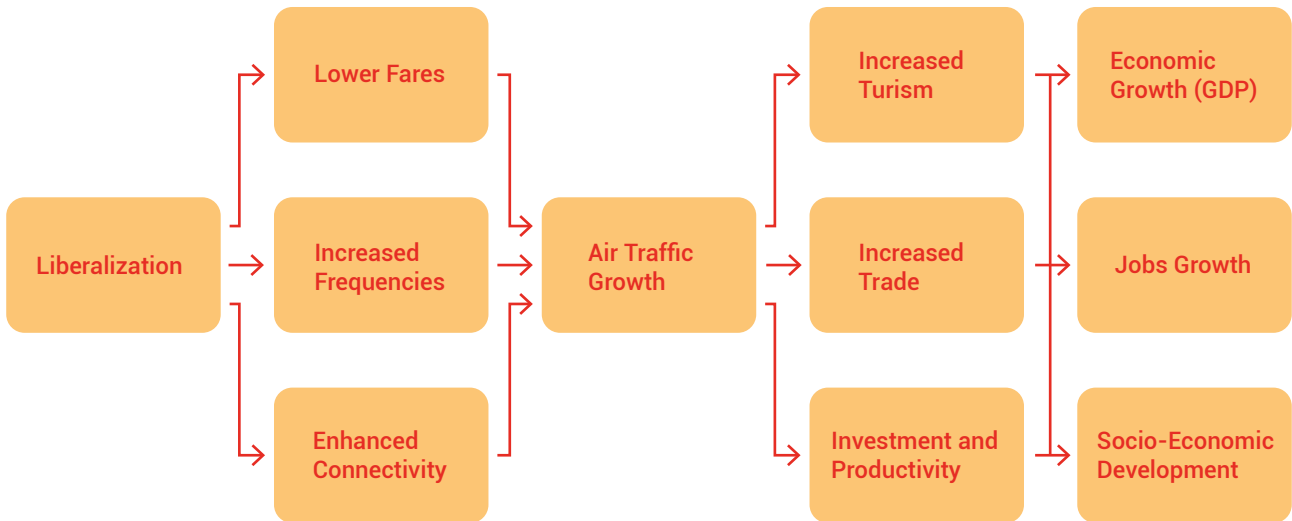 Liberalization
Lower Fares
Increased
Frequencies
Enhanced
Connectivity
Air Traffic
Growth
Increased
Turism
Increased
Trade
Investment and
Productivity
Economic
Growth (GDP)
Jobs Growth
Socio-Economic
Development